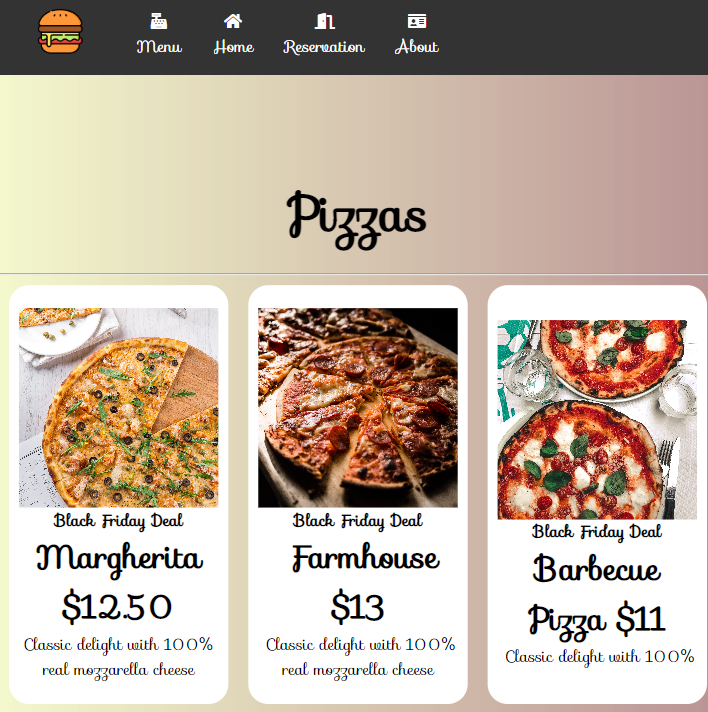 Menu Home Reservation About
Pizzas
Black Friday Deal
Margherita
$12.50
Classic delight with 100%
real mozzarella cheese
Black Friday Deal
Farmhouse
$13
Classic delight with 100%
real mozzarella cheese
Black Friday Deal
Barbecue
Pizza $11
Classic delight with 100%